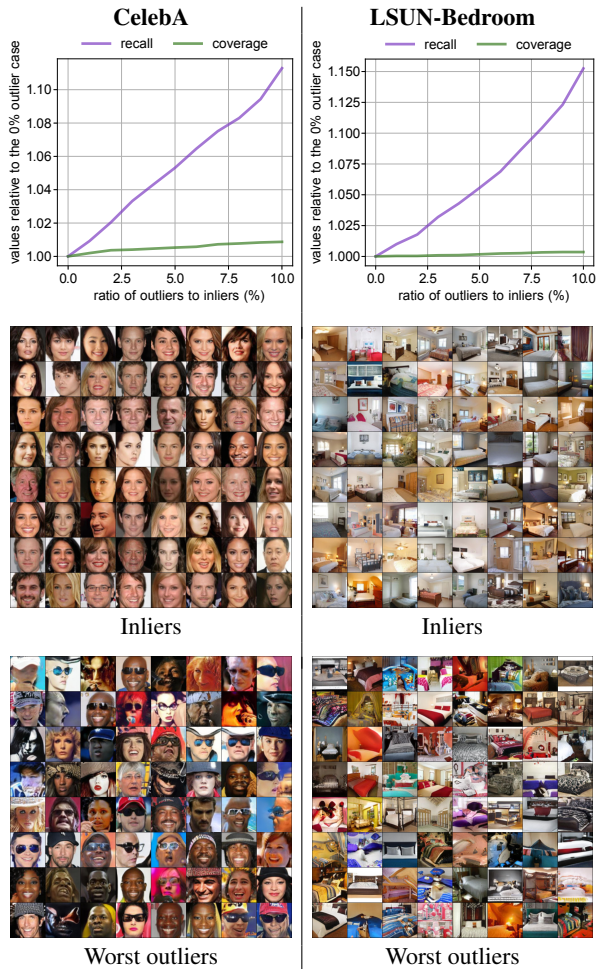 CelebA
recall coverage
values relative to the 0% outlier case
1.10
1.08
1.06
1.04
1.02
1.00
0.0 2.5 5.0 7.5 10.0
ratio of outliers to inliers (%)
Inliers
Worst outliers
LSUN-Bedroom
recall coverage
values relative to the 0% outlier case
1.150
1.125
1.100
1.075
1.050
1.025
1.000
0.0 2.5 5.0 7.5 10.0
ratio of outliers to inliers (%)
Inliers
Worst outliers